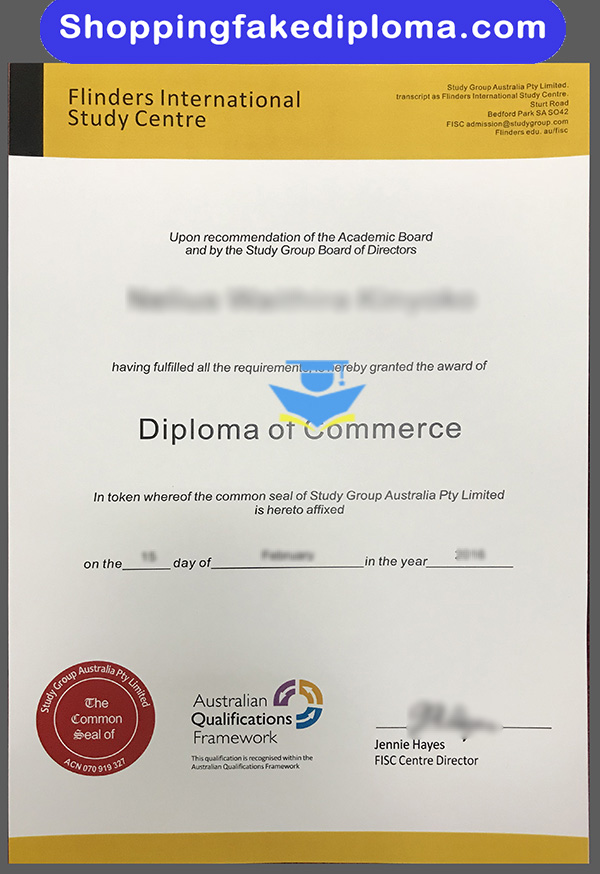 Shoppingfakediploma.com
Flinders International
Study Centre
Study Group Australia Pty Limited.
transcript as Flinders International Study Centre.
Sturt Road
Bedford Park SA SO42
FISC admission@studygroup.com
Flinders edu. au/fisc
Upon recommendation of the Academic Board
and by the Study Group Board of Directors
having fulfilled all the requirements hereby granted the award of
Diploma of Commerce
In token whereof the common seal of Study Group Australia Pty Limited
is hereto affixed
on the day of in the year
Study Group Australia Pty Limited
The
Common
Seal of
ACN 070 919 327
Australian
Qualifications
Framework
This qualification is recognised within the
Australian Qualifications Framework
Jennie Hayes
FISC Centre Director